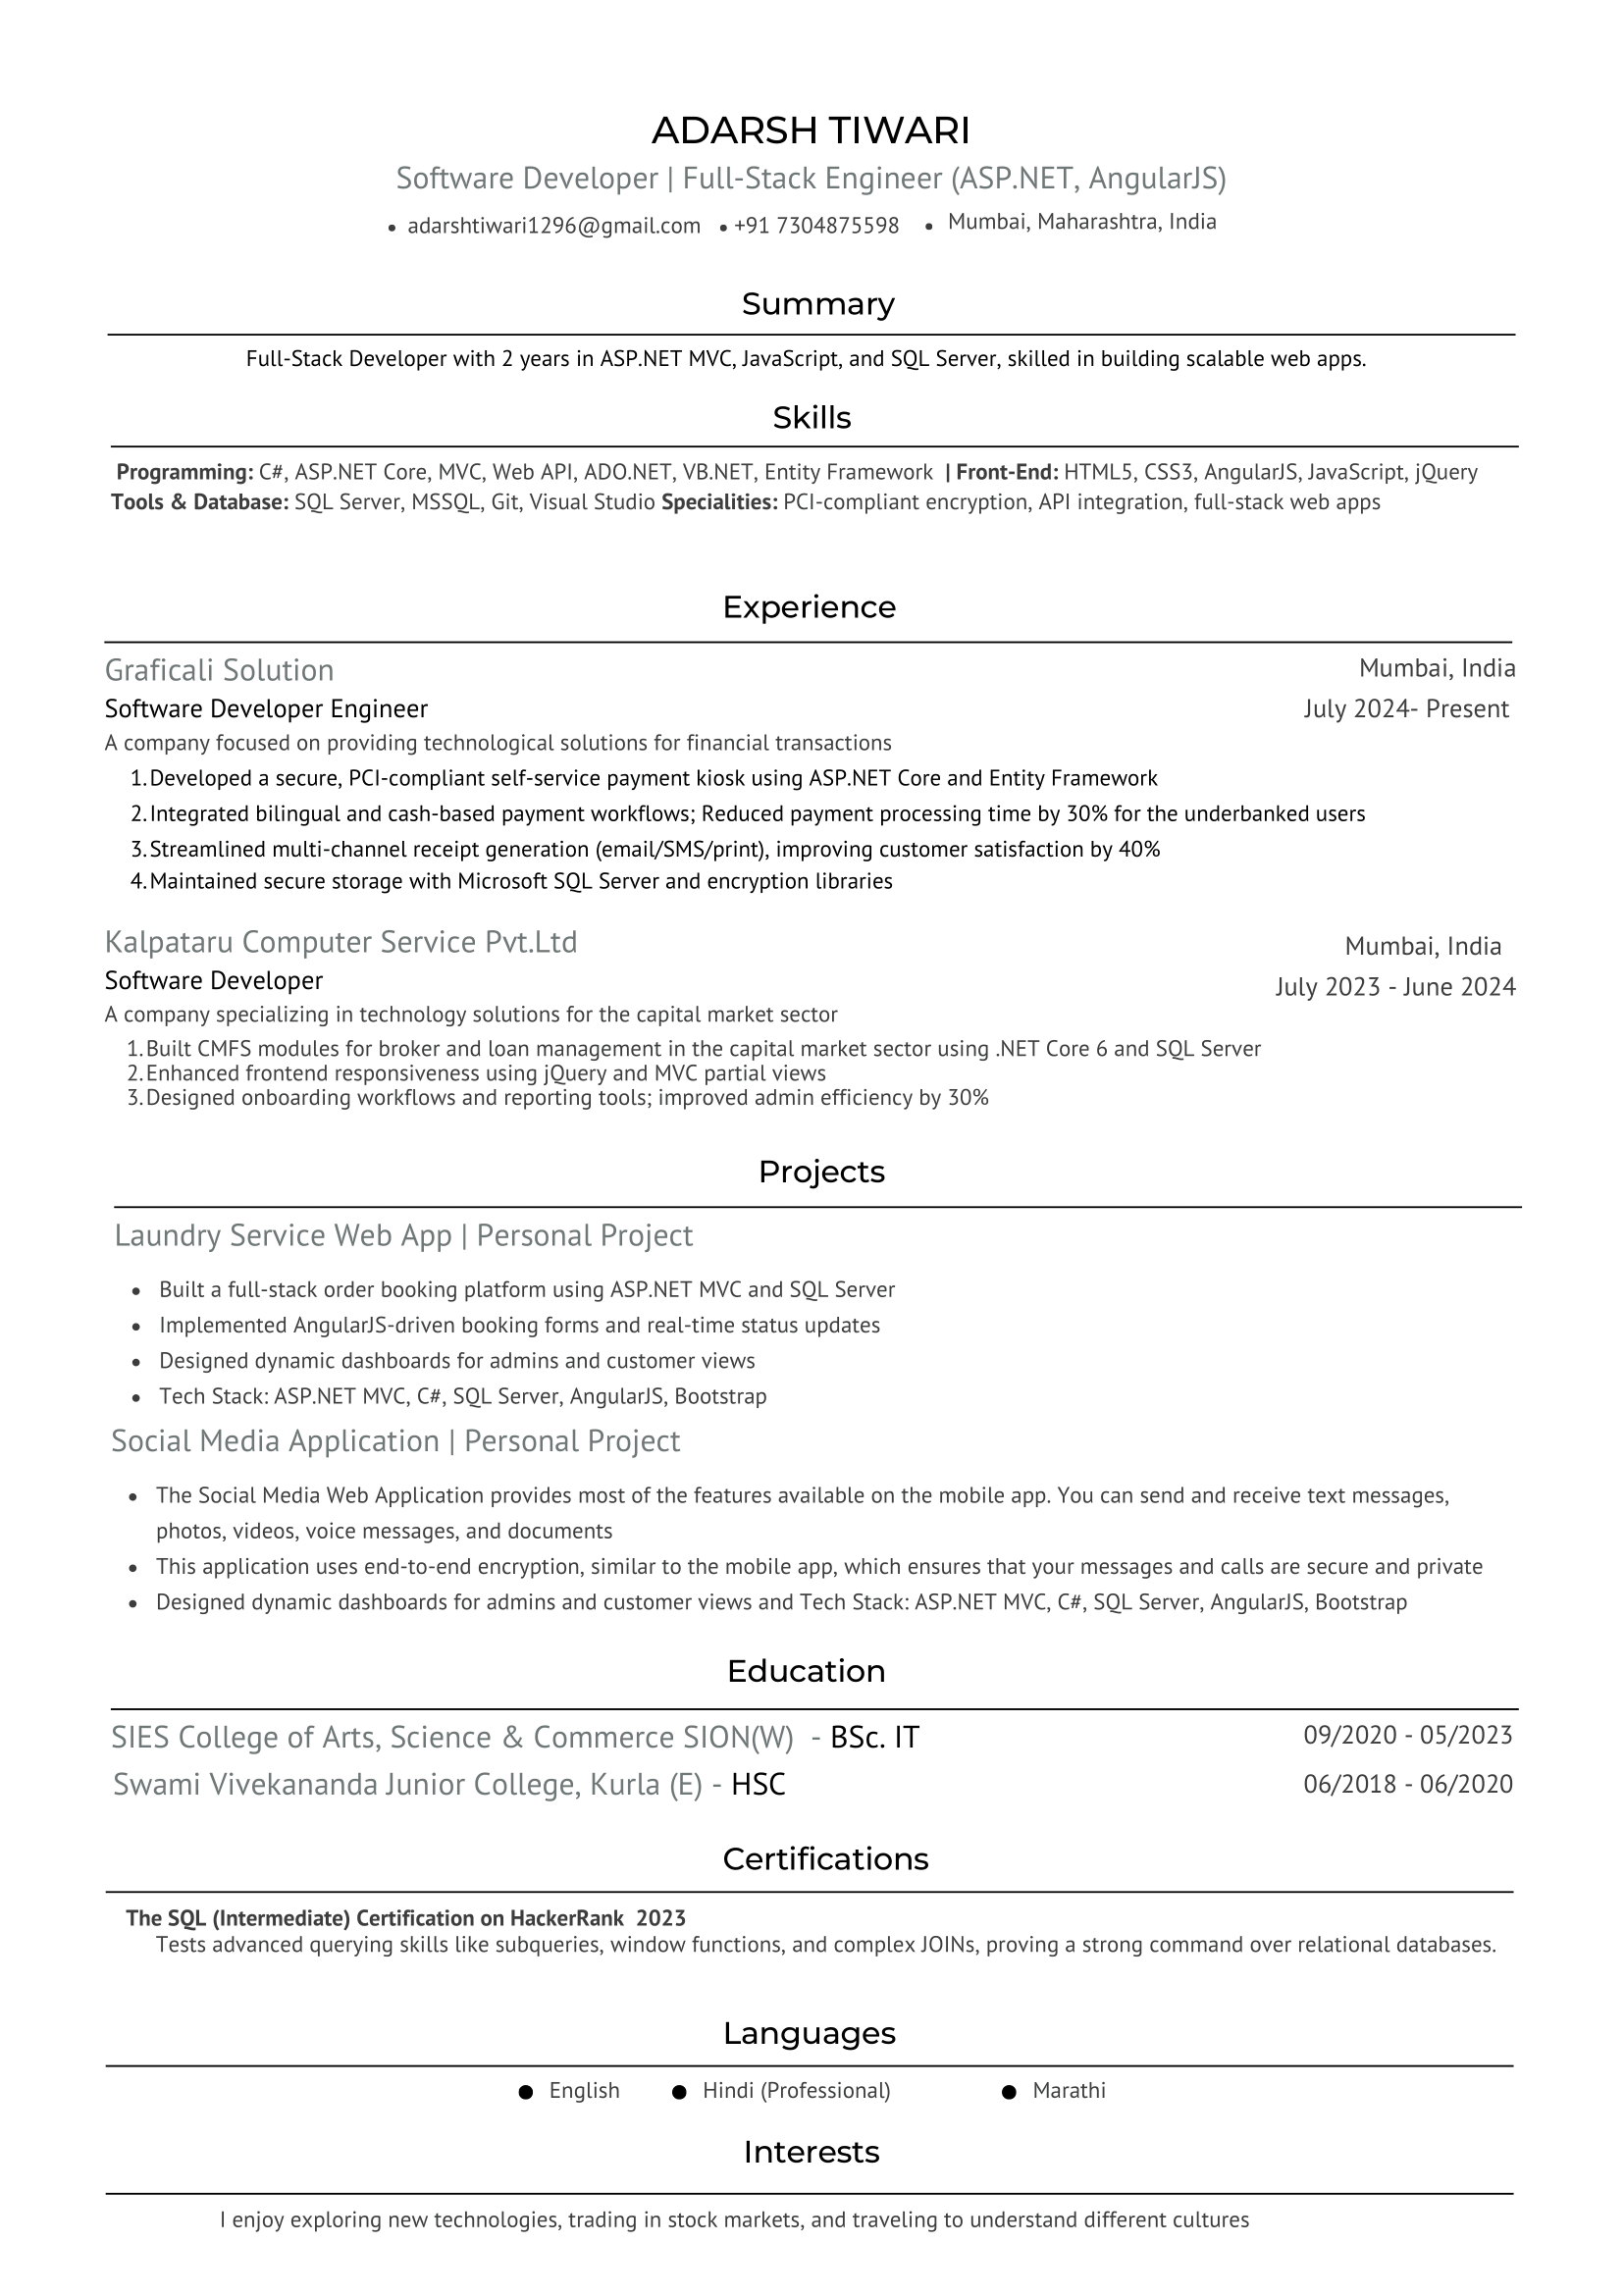 ADARSH TIWARI
Software Developer | Full-Stack Engineer (ASP.NET, AngularJS)
• adarshtiwari1296@gmail.com • +91 7304875598 • Mumbai, Maharashtra, India
Summary
Full-Stack Developer with 2 years in ASP.NET MVC, JavaScript, and SQL Server, skilled in building scalable web apps.
Skills
Programming: C#, ASP.NET Core, MVC, Web API, ADO.NET, VB.NET, Entity Framework | Front-End: HTML5, CSS3, AngularJS, JavaScript, jQuery
Tools & Database: SQL Server, MSSQL, Git, Visual Studio Specialities: PCI-compliant encryption, API integration, full-stack web apps
Experience
Graficali Solution Mumbai, India
Software Developer Engineer July 2024- Present
A company focused on providing technological solutions for financial transactions
1. Developed a secure, PCI-compliant self-service payment kiosk using ASP.NET Core and Entity Framework
2. Integrated bilingual and cash-based payment workflows; Reduced payment processing time by 30% for the underbanked users
3. Streamlined multi-channel receipt generation (email/SMS/print), improving customer satisfaction by 40%
4. Maintained secure storage with Microsoft SQL Server and encryption libraries
Kalpataru Computer Service Pvt.Ltd Mumbai, India
Software Developer July 2023 - June 2024
A company specializing in technology solutions for the capital market sector
1. Built CMFS modules for broker and loan management in the capital market sector using .NET Core 6 and SQL Server
2. Enhanced frontend responsiveness using jQuery and MVC partial views
3. Designed onboarding workflows and reporting tools; improved admin efficiency by 30%
Projects
Laundry Service Web App | Personal Project
• Built a full-stack order booking platform using ASP.NET MVC and SQL Server
• Implemented AngularJS-driven booking forms and real-time status updates
• Designed dynamic dashboards for admins and customer views
• Tech Stack: ASP.NET MVC, C#, SQL Server, AngularJS, Bootstrap
Social Media Application | Personal Project
• The Social Media Web Application provides most of the features available on the mobile app. You can send and receive text messages,
photos, videos, voice messages, and documents
• This application uses end-to-end encryption, similar to the mobile app, which ensures that your messages and calls are secure and private
• Designed dynamic dashboards for admins and customer views and Tech Stack: ASP.NET MVC, C#, SQL Server, AngularJS, Bootstrap
Education
SIES College of Arts, Science & Commerce SION(W) - BSc. IT 09/2020 - 05/2023
Swami Vivekananda Junior College, Kurla (E) - HSC 06/2018 - 06/2020
Certifications
The SQL (Intermediate) Certification on HackerRank 2023
Tests advanced querying skills like subqueries, window functions, and complex JOINs, proving a strong command over relational databases.
Languages
● English ● Hindi (Professional) ● Marathi
Interests
I enjoy exploring new technologies, trading in stock markets, and traveling to understand different cultures